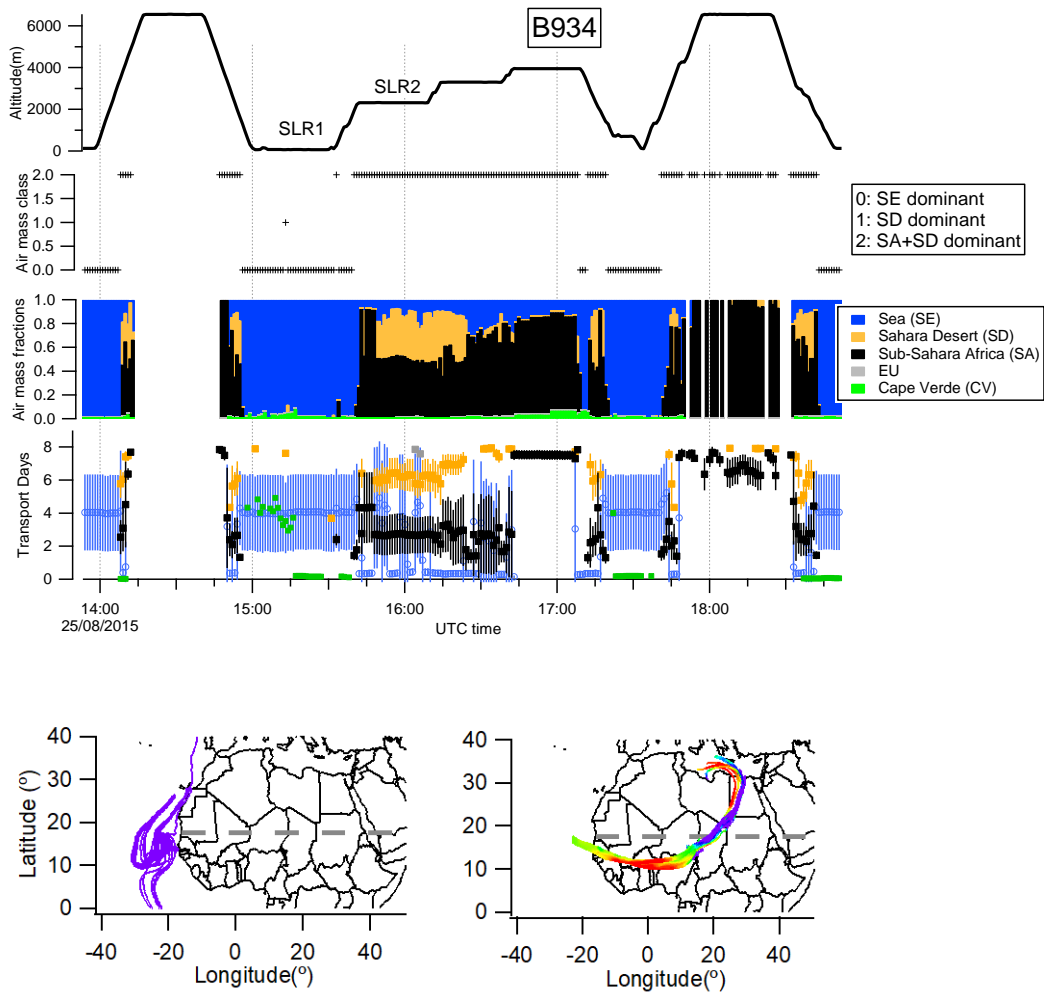 B934
6000
4000
2000
0
Altitude(m)
SLR1
SLR2
2.0
1.5
1.0
0.5
0.0
Air mass class
0: SE dominant
1: SD dominant
2: SA+SD dominant
1.0
0.8
0.6
0.4
0.2
0.0
Air mass fractions
Sea (SE)
Sahara Desert (SD)
Sub-Sahara Africa (SA)
EU
Cape Verde (CV)
8
6
4
2
0
Transport Days
14:00 15:00 16:00 17:00 18:00
25/08/2015
UTC time
40
30
20
10
0
Latitude (°)
-40 -20 0 20 40
Longitude(°)
40
30
20
10
0
-40 -20 0 20 40
Longitude(°)